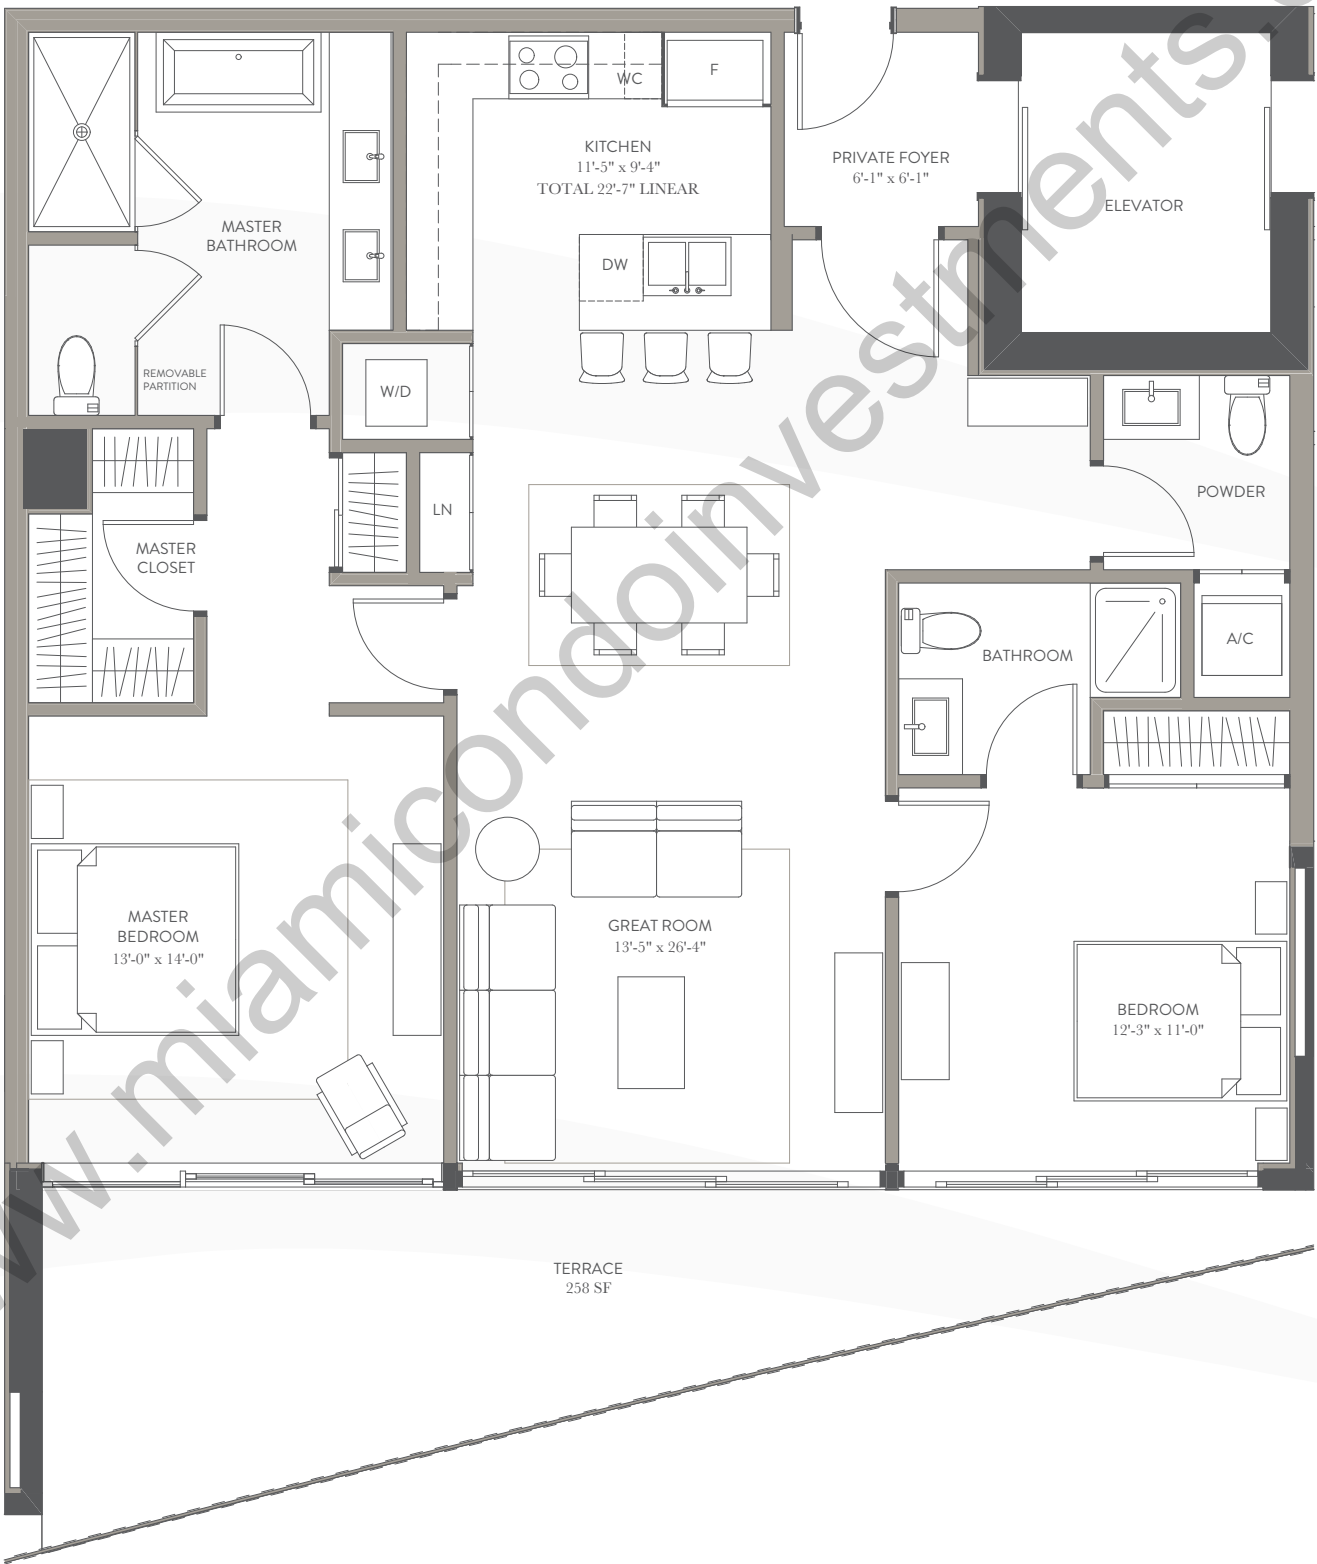 WC
F
KITCHEN
11'-5" x 9'-4"
TOTAL 22'-7" LINEAR
PRIVATE FOYER
6'-1" x 6'-1"
ELEVATOR
MASTER
BATHROOM
DW
REMOVABLE
PARTITION
W/D
POWDER
LN
MASTER
CLOSET
A/C
BATHROOM
MASTER
BEDROOM
13'-0" x 14'-0"
GREAT ROOM
13'-5" x 26'-4"
BEDROOM
12'-3" x 11'-0"
TERRACE
258 SF
w.miamicondoinvestments.